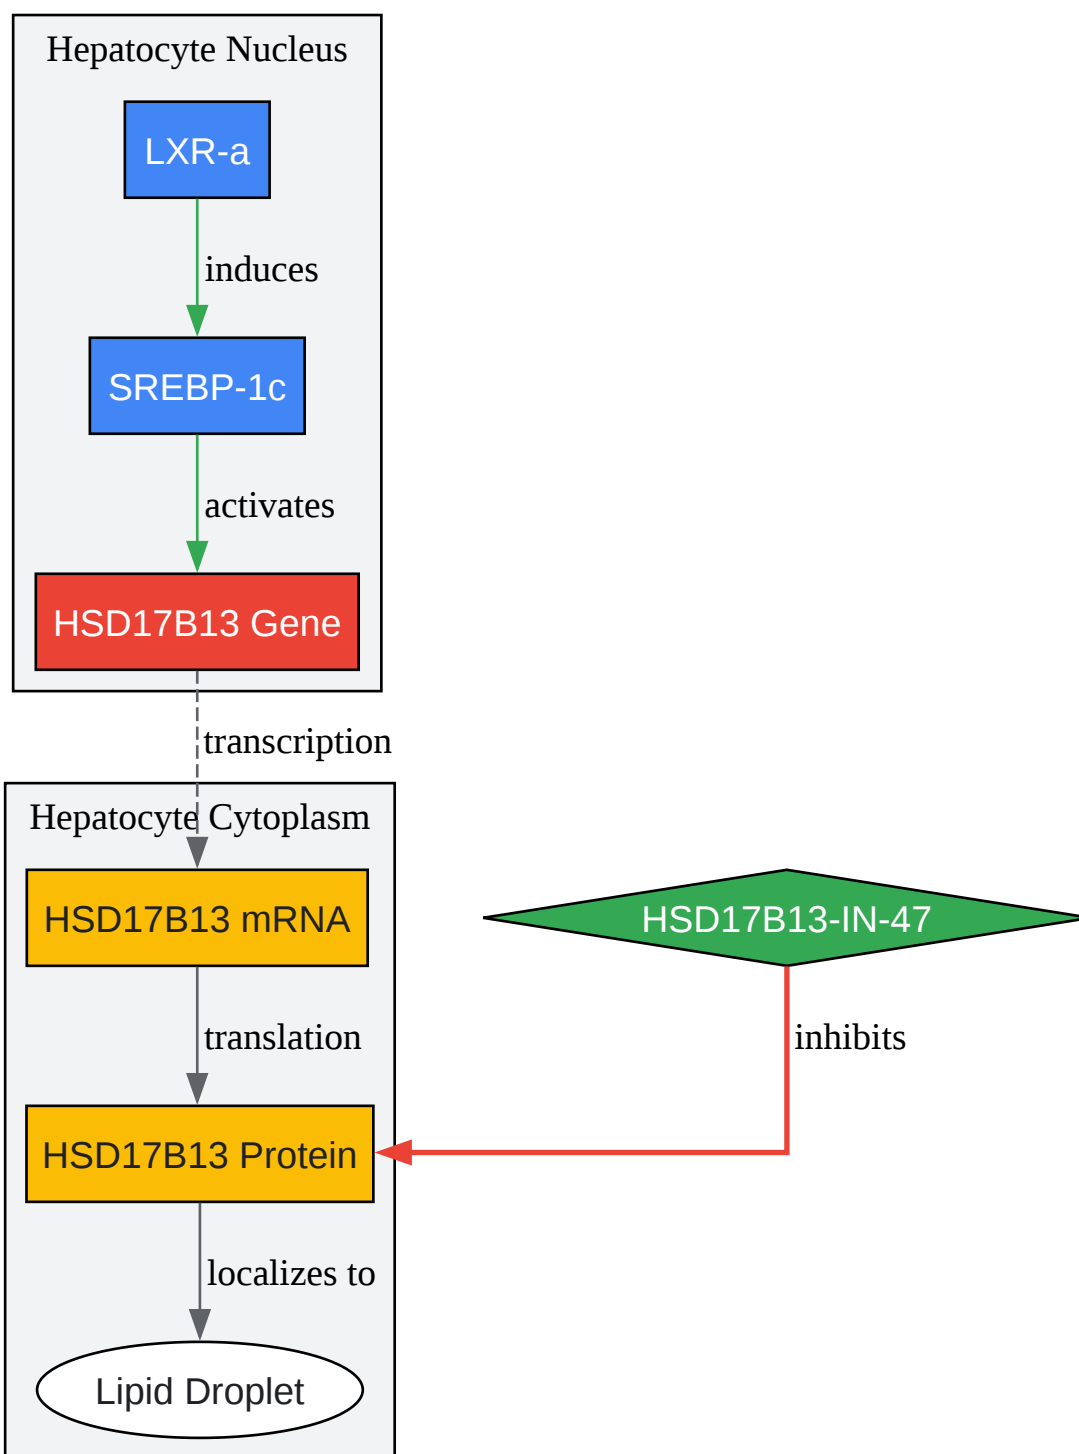 Hepatocyte Nucleus
LXR-a
induces
SREBP-1c
activates
HSD17B13 Gene
transcription
Hepatocyte Cytoplasm
HSD17B13 mRNA
HSD17B13-IN-47
translation
inhibits
HSD17B13 Protein
localizes to
Lipid Droplet